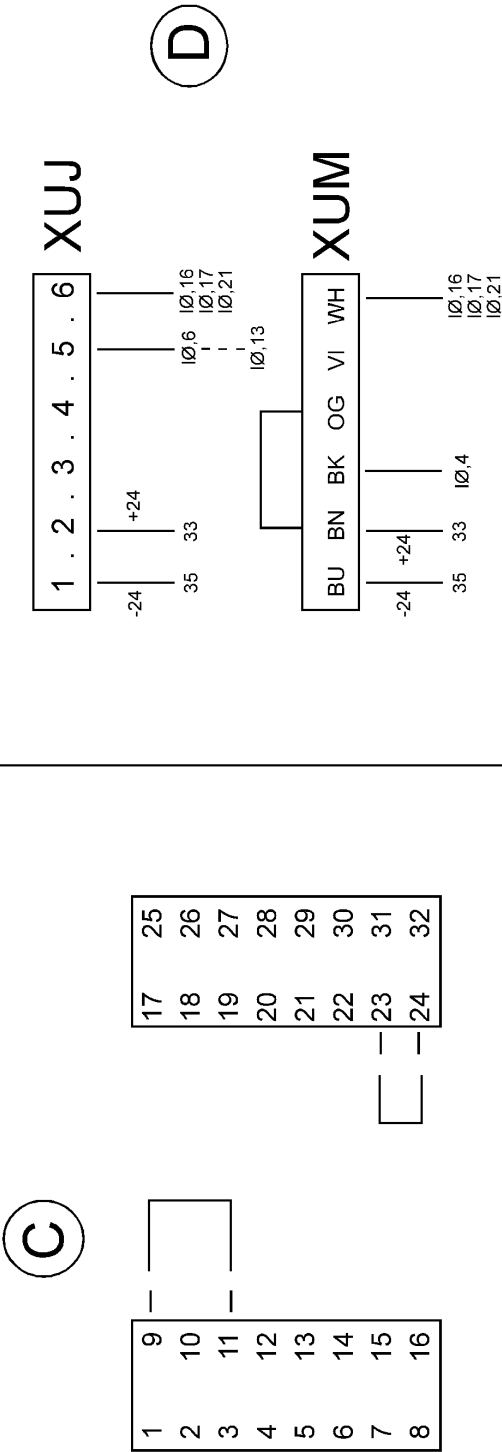 C
1 9
2 10
3 11
4 12
5 13
6 14
7 15
8 16
17 25
18 26
19 27
20 28
21 29
22 30
23 31
24 32
D
XUJ
1 . 2 . 3 . 4 . 5 . 6
-24 +24
35 33 IØ,6 IØ,16
IØ,17
IØ,21
IØ,13
XUM
BU BN BK OG VI WH
-24 +24
35 33 IØ,4 IØ,16
IØ,17
IØ,21